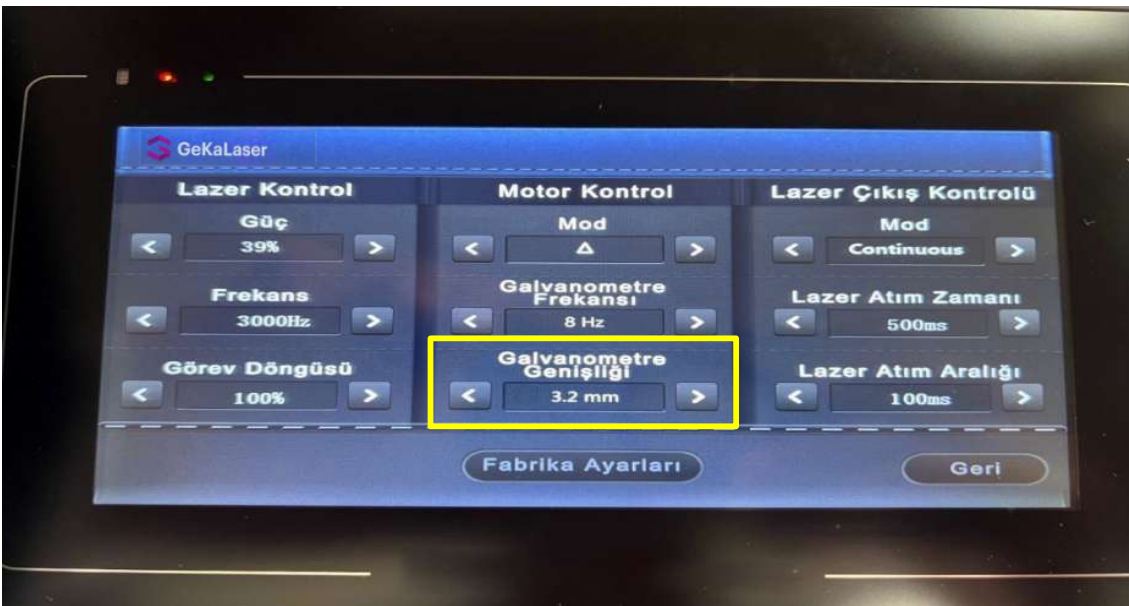 GeKaLaser
Lazer Kontrol
Güç
39%
Frekans
3000Hz
Görev Döngüsü
100%
Motor Kontrol
Mod
Δ
Galvanometre
Frekansı
8 Hz
Galvanometre
Genişliği
3.2 mm
Lazer Çıkış Kontrolü
Mod
Continuous
Lazer Atım Zamanı
500ms
Lazer Atım Aralığı
100ms
Fabrika Ayarları
Geri